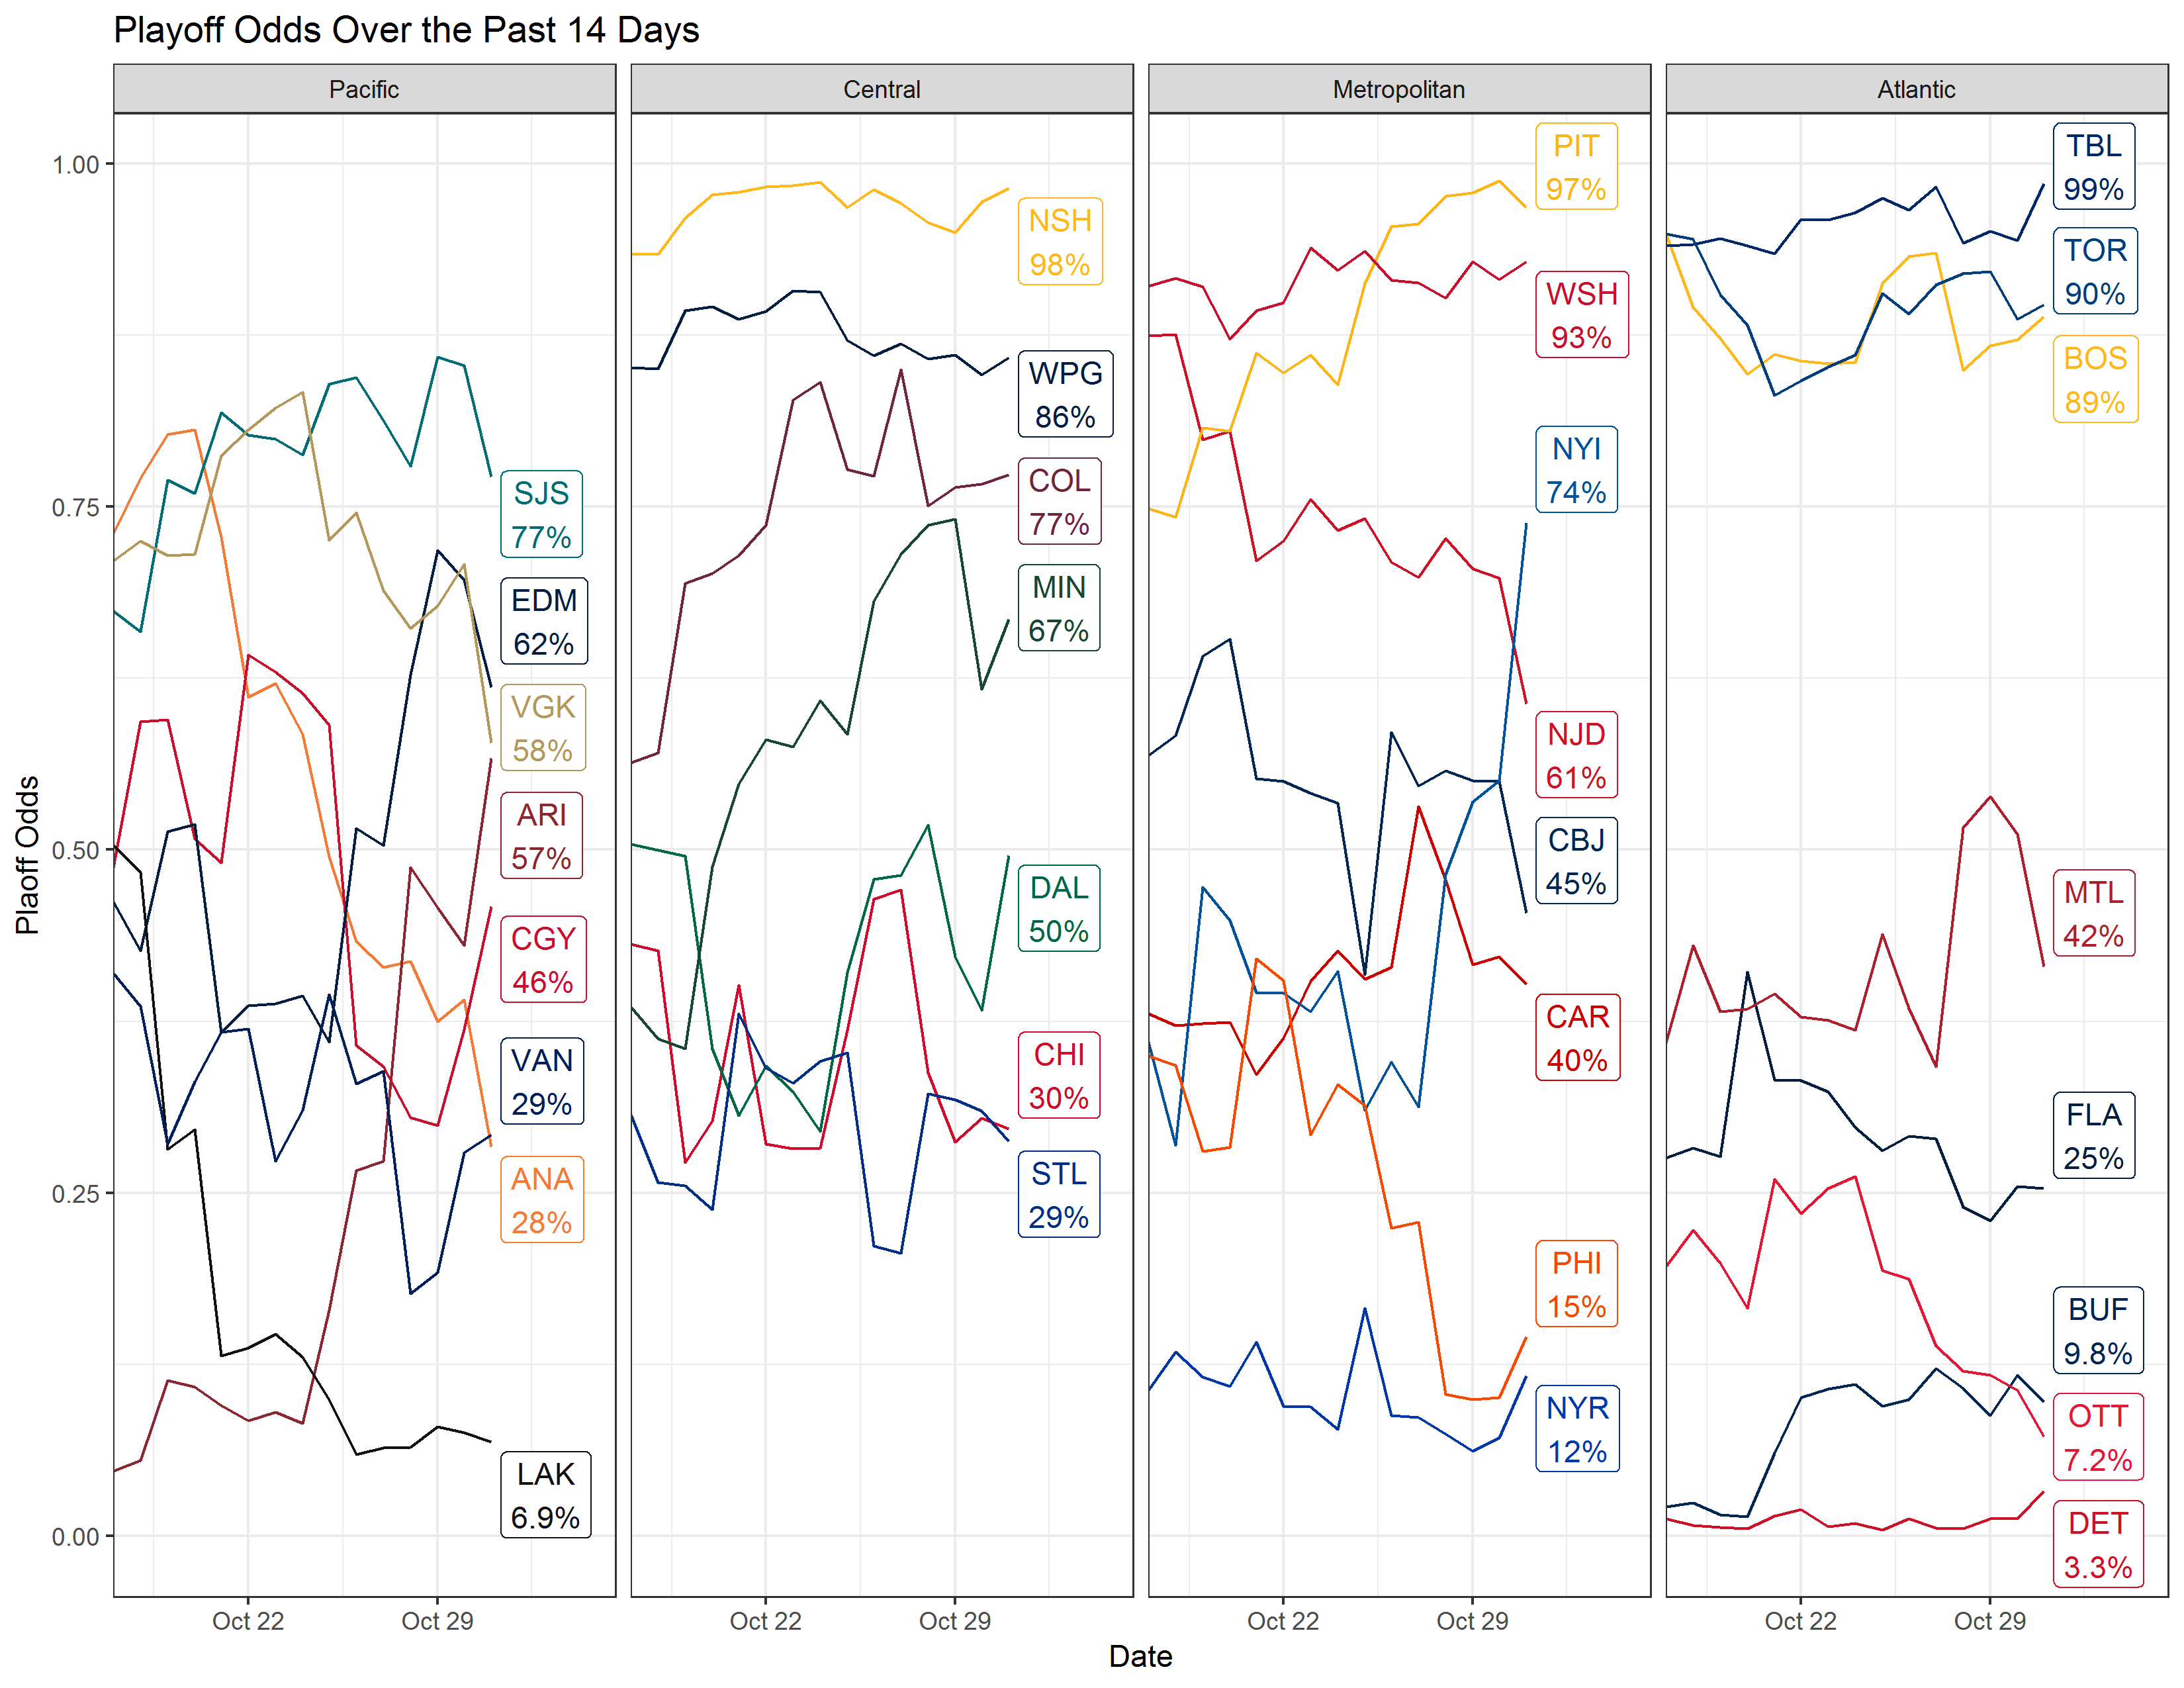 Playoff Odds Over the Past 14 Days
Pacific
Central
Metropolitan
Atlantic
Plaoff Odds
1.00
0.75
0.50
0.25
0.00
SJS
77%
EDM
62%
VGK
58%
ARI
57%
CGY
46%
VAN
29%
ANA
28%
LAK
6.9%
NSH
98%
WPG
86%
COL
77%
MIN
67%
DAL
50%
CHI
30%
STL
29%
PIT
97%
WSH
93%
NYI
74%
NJD
61%
CBJ
45%
CAR
40%
PHI
15%
NYR
12%
TBL
99%
TOR
90%
BOS
89%
MTL
42%
FLA
25%
BUF
9.8%
OTT
7.2%
DET
3.3%
Oct 22
Oct 29
Oct 22
Oct 29
Oct 22
Oct 29
Oct 22
Oct 29
Date